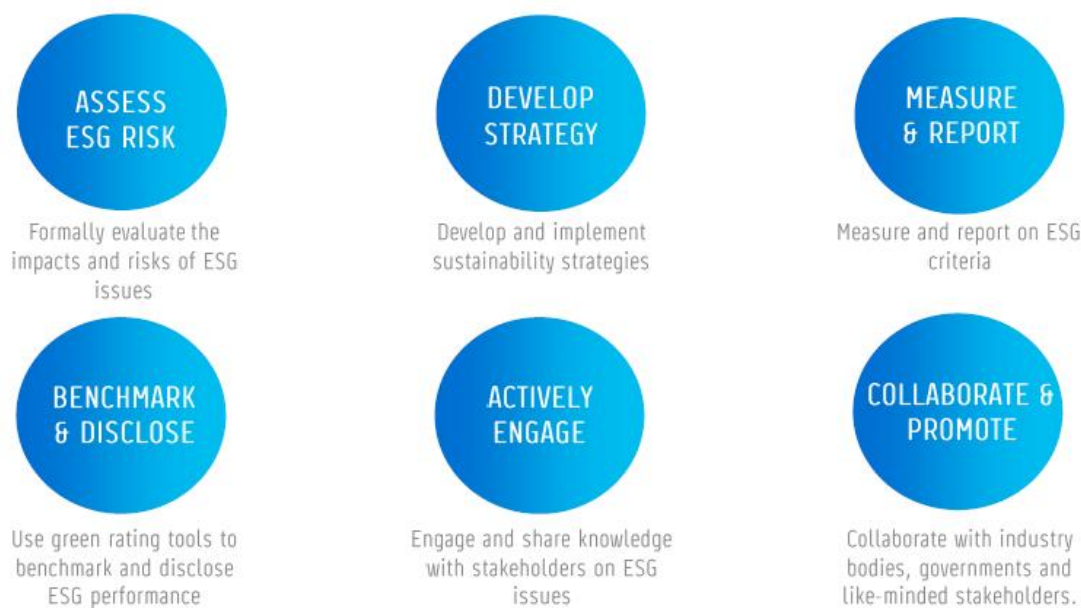 ASSESS
ESG RISK
Formally evaluate the
impacts and risks of ESG
issues
DEVELOP
STRATEGY
Develop and implement
sustainability strategies
MEASURE
& REPORT
Measure and report on ESG
criteria
BENCHMARK
& DISCLOSE
Use green rating tools to
benchmark and disclose
ESG performance
ACTIVELY
ENGAGE
Engage and share knowledge
with stakeholders on ESG
issues
COLLABORATE &
PROMOTE
Collaborate with industry
bodies, governments and
like-minded stakeholders.